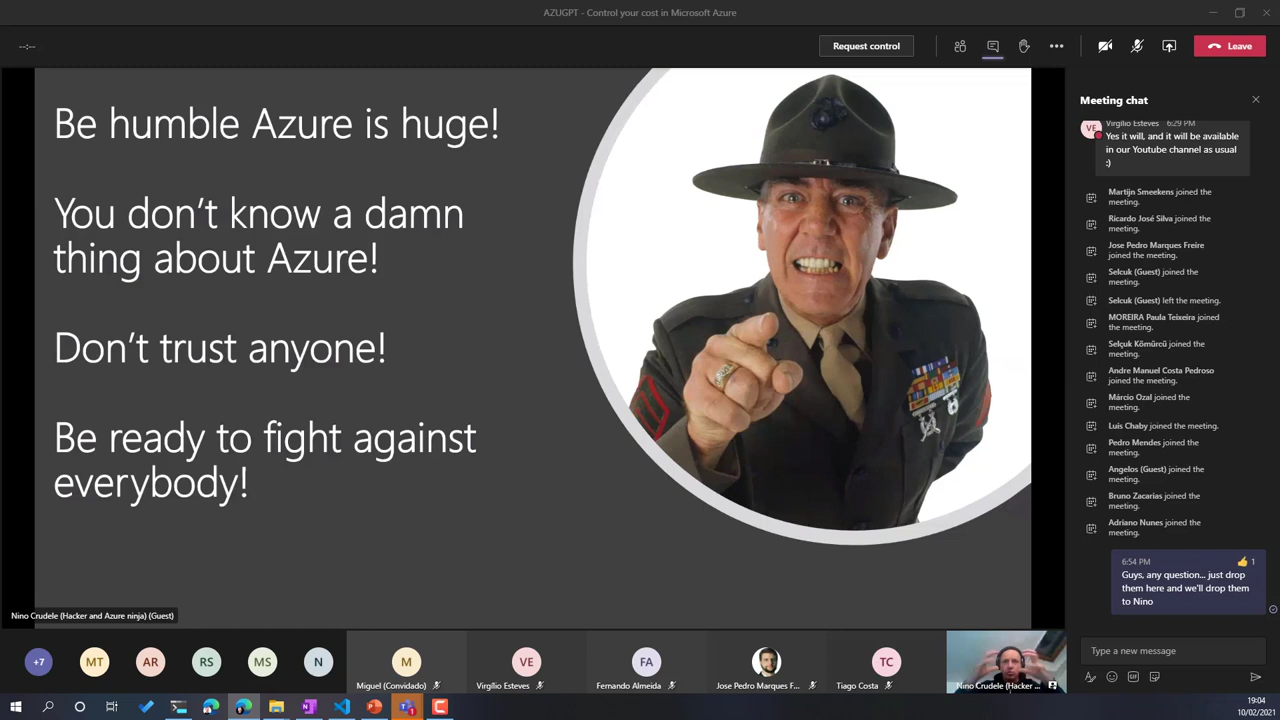 AZUGPT - Control your cost in Microsoft Azure
--:--
Request control
Leave
Be humble Azure is huge!
You don't know a damn
thing about Azure!
Don't trust anyone!
Be ready to fight against
everybody!
Nino Crudele (Hacker and Azure ninja) (Guest)
Meeting chat
VE
Virgílio Esteves 6:29 PM
Yes it will, and it will be available
in our Youtube channel as usual
:)
Martijn Smeekens joined the
meeting.
Ricardo José Silva joined the
meeting.
Jose Pedro Marques Freire
joined the meeting.
Selcuk (Guest) joined the
meeting.
Selcuk (Guest) left the meeting.
MOREIRA Paula Teixeira joined
the meeting.
Selçuk Kömürcü joined the
meeting.
Andre Manuel Costa Pedroso
joined the meeting.
Márcio Ozal joined the
meeting.
Luis Chaby joined the meeting.
Pedro Mendes joined the
meeting.
Angelos (Guest) joined the
meeting.
Bruno Zacarias joined the
meeting.
Adriano Nunes joined the
meeting.
6:54 PM 👍 1
Guys, any question... just drop
them here and we'll drop them
to Nino
Type a new message
GIF
+7
MT
AR
RS
MS
N
M
Miguel (Convidado)
VE
Virgílio Esteves
FA
Fernando Almeida
Jose Pedro Marques F...
TC
Tiago Costa
Nino Crudele (Hacker ...
19:04
10/02/2021